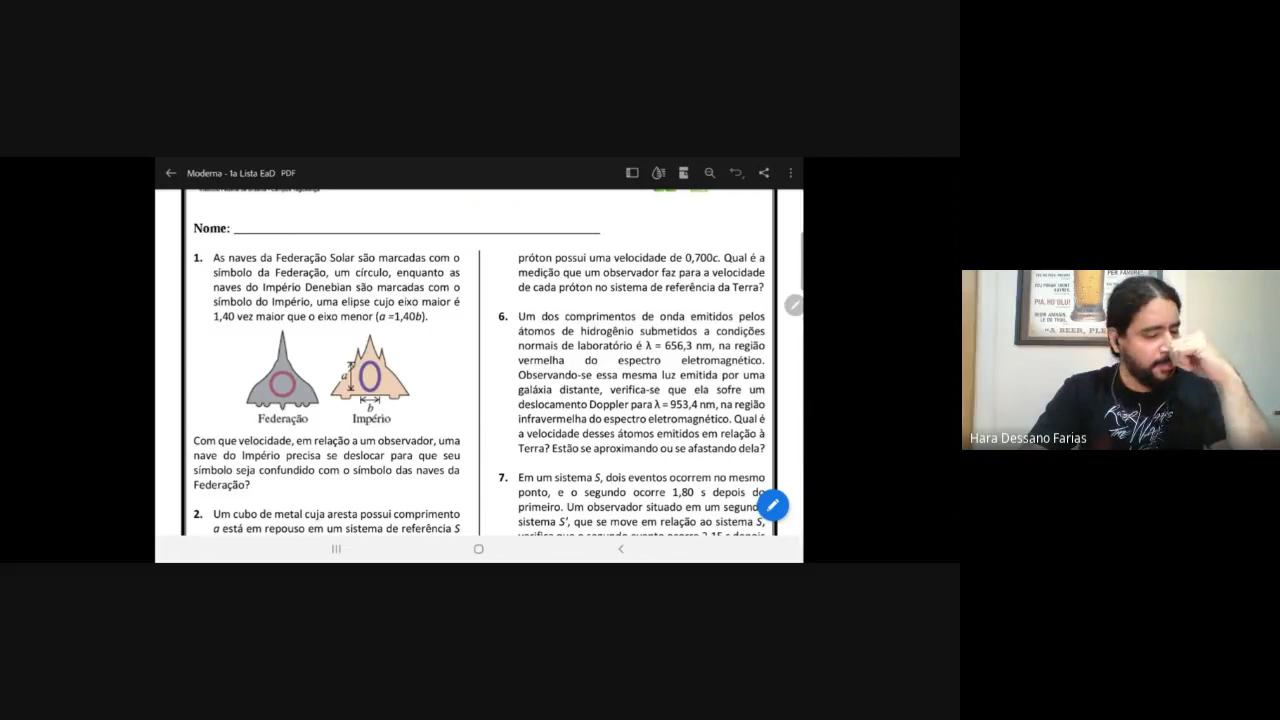 Moderna - 1a Lista EaD PDF
Nome:
1. As naves da Federação Solar são marcadas com o
símbolo da Federação, um círculo, enquanto as
naves do Império Denebian são marcadas com o
símbolo do Império, uma elipse cujo eixo maior é
1,40 vez maior que o eixo menor (a =1,40b).
a
b
Federação
Império
Com que velocidade, em relação a um observador, uma
nave do Império precisa se deslocar para que seu
símbolo seja confundido com o símbolo das naves da
Federação?
2. Um cubo de metal cuja aresta possui comprimento
a está em repouso em um sistema de referência S
próton possui uma velocidade de 0,700c. Qual é a
medição que um observador faz para a velocidade
de cada próton no sistema de referência da Terra?
6. Um dos comprimentos de onda emitidos pelos
átomos de hidrogênio submetidos a condições
normais de laboratório é λ = 656,3 nm, na região
vermelha do espectro eletromagnético.
Observando-se essa mesma luz emitida por uma
galáxia distante, verifica-se que ela sofre um
deslocamento Doppler para λ = 953,4 nm, na região
infravermelha do espectro eletromagnético. Qual é
a velocidade desses átomos emitidos em relação à
Terra? Estão se aproximando ou se afastando dela?
7. Em um sistema S, dois eventos ocorrem no mesmo
ponto, e o segundo ocorre 1,80 s depois do
primeiro. Um observador situado em um segundo
sistema S', que se move em relação ao sistema S,
PIA, HO'OLU!
"A BEER, PLE
Hara Dessano Farias